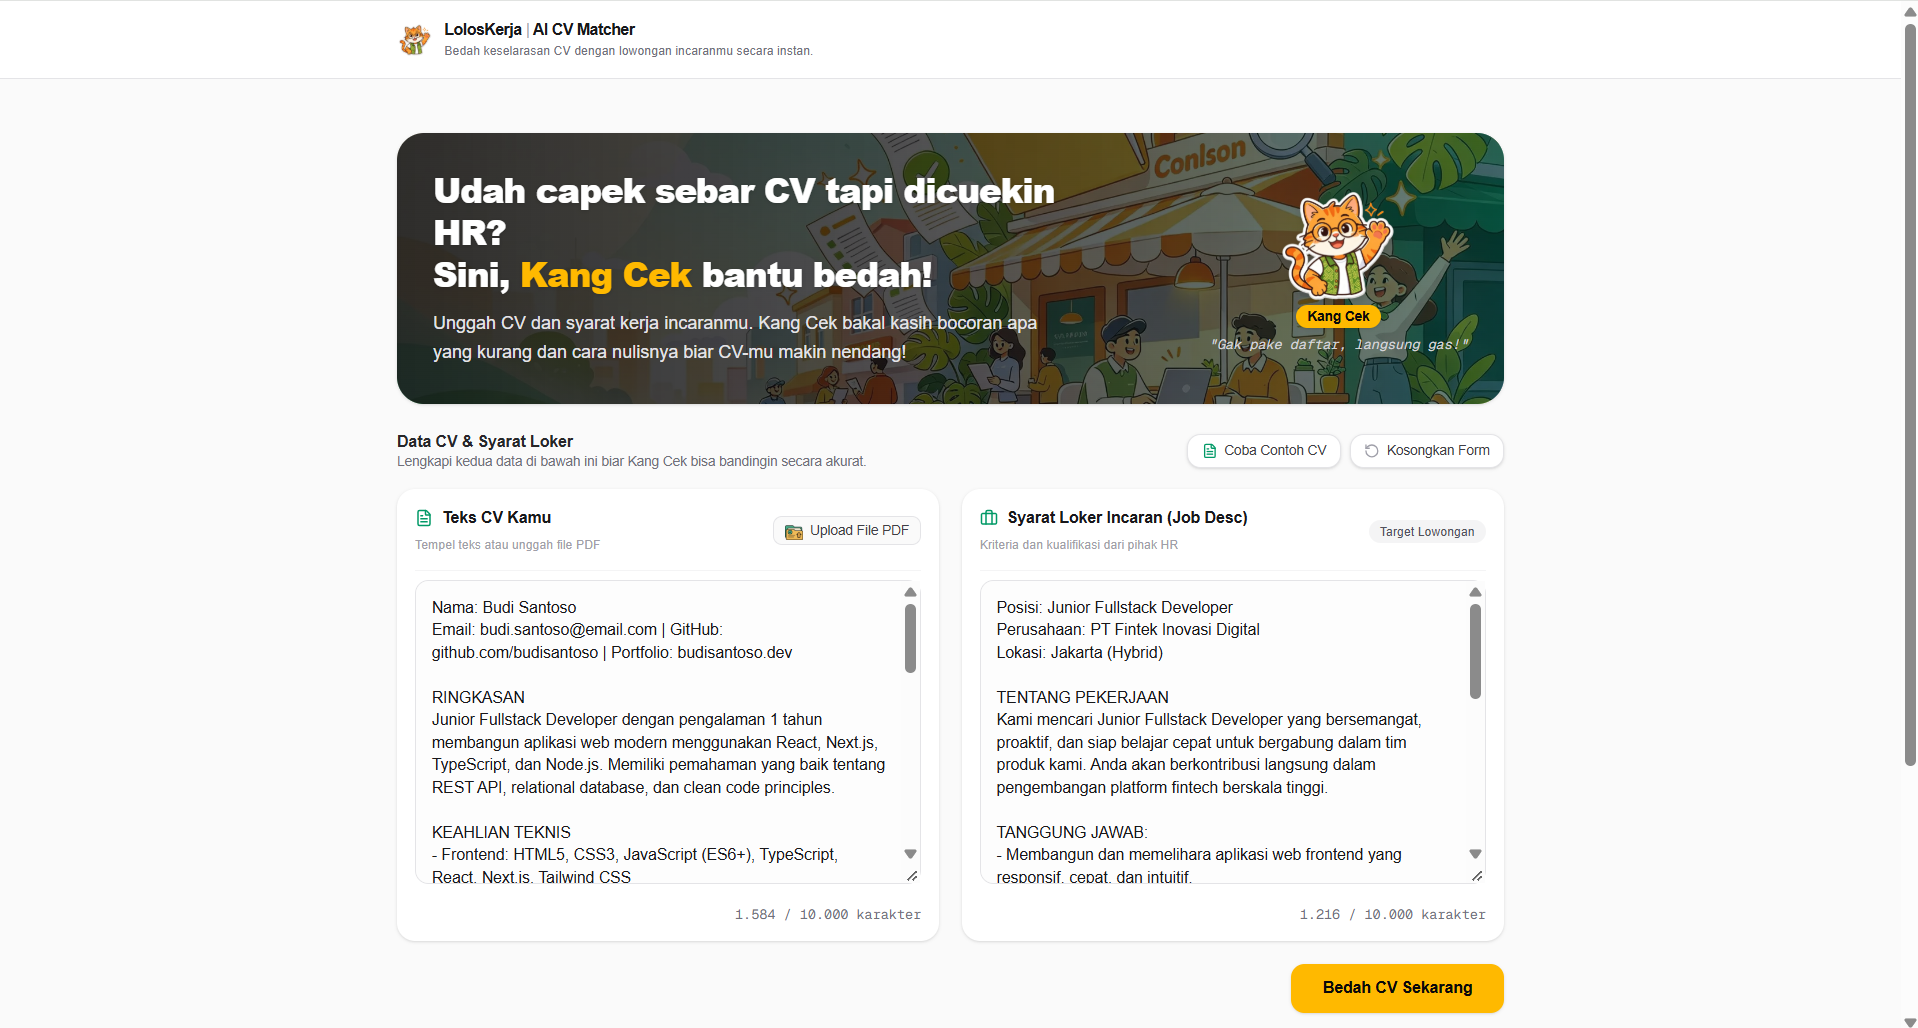 LolosKerja | AI CV Matcher
Bedah keselarasan CV dengan lowongan incaranmu secara instan.
Conlson
Udah capek sebar CV tapi dicuekin
HR?
Sini, Kang Cek bantu bedah!
Unggah CV dan syarat kerja incaranmu. Kang Cek bakal kasih bocoran apa
yang kurang dan cara nulisnya biar CV-mu makin nendang!
Kang Cek
"Gak pake daftar, langsung gas!"
Data CV & Syarat Loker
Lengkapi kedua data di bawah ini biar Kang Cek bisa bandingin secara akurat.
Coba Contoh CV
Kosongkan Form
Teks CV Kamu
Tempel teks atau unggah file PDF
Upload File PDF
Nama: Budi Santoso
Email: budi.santoso@email.com | GitHub:
github.com/budisantoso | Portfolio: budisantoso.dev
RINGKASAN
Junior Fullstack Developer dengan pengalaman 1 tahun
membangun aplikasi web modern menggunakan React, Next.js,
TypeScript, dan Node.js. Memiliki pemahaman yang baik tentang
REST API, relational database, dan clean code principles.
KEAHLIAN TEKNIS
- Frontend: HTML5, CSS3, JavaScript (ES6+), TypeScript,
React, Next.js, Tailwind CSS
1.584 / 10.000 karakter
Syarat Loker Incaran (Job Desc)
Kriteria dan kualifikasi dari pihak HR
Target Lowongan
Posisi: Junior Fullstack Developer
Perusahaan: PT Fintek Inovasi Digital
Lokasi: Jakarta (Hybrid)
TENTANG PEKERJAAN
Kami mencari Junior Fullstack Developer yang bersemangat,
proaktif, dan siap belajar cepat untuk bergabung dalam tim
produk kami. Anda akan berkontribusi langsung dalam
pengembangan platform fintech berskala tinggi.
TANGGUNG JAWAB:
- Membangun dan memelihara aplikasi web frontend yang
responsif, cepat, dan intuitif.
1.216 / 10.000 karakter
Bedah CV Sekarang